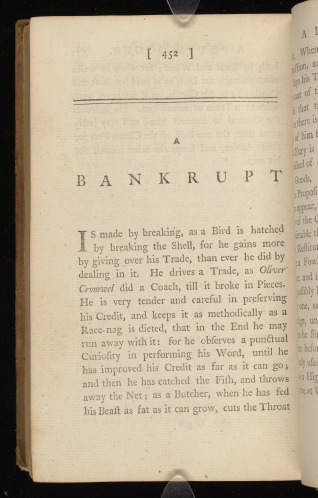 [ 452 ]
A
BANKRUPT
IS made by breaking, as a Bird is hatched
by breaking the Shell, for he gains more
by giving over his Trade, than ever he did by
dealing in it. He drives a Trade, as Oliver
Cromwel did a Coach, till it broke in Pieces.
He is very tender and careful in preserving
his Credit, and keeps it as methodically as a
Race-nag is dieted, that in the End he may
run away with it: for he observes a punctual
Curiosity in performing his Word, until he
has improved his Credit as far as it can go;
and then he has catched the Fish, and throws
away the Net; as a Butcher, when he has fed
his Beast as fat as it can grow, cuts the Throat